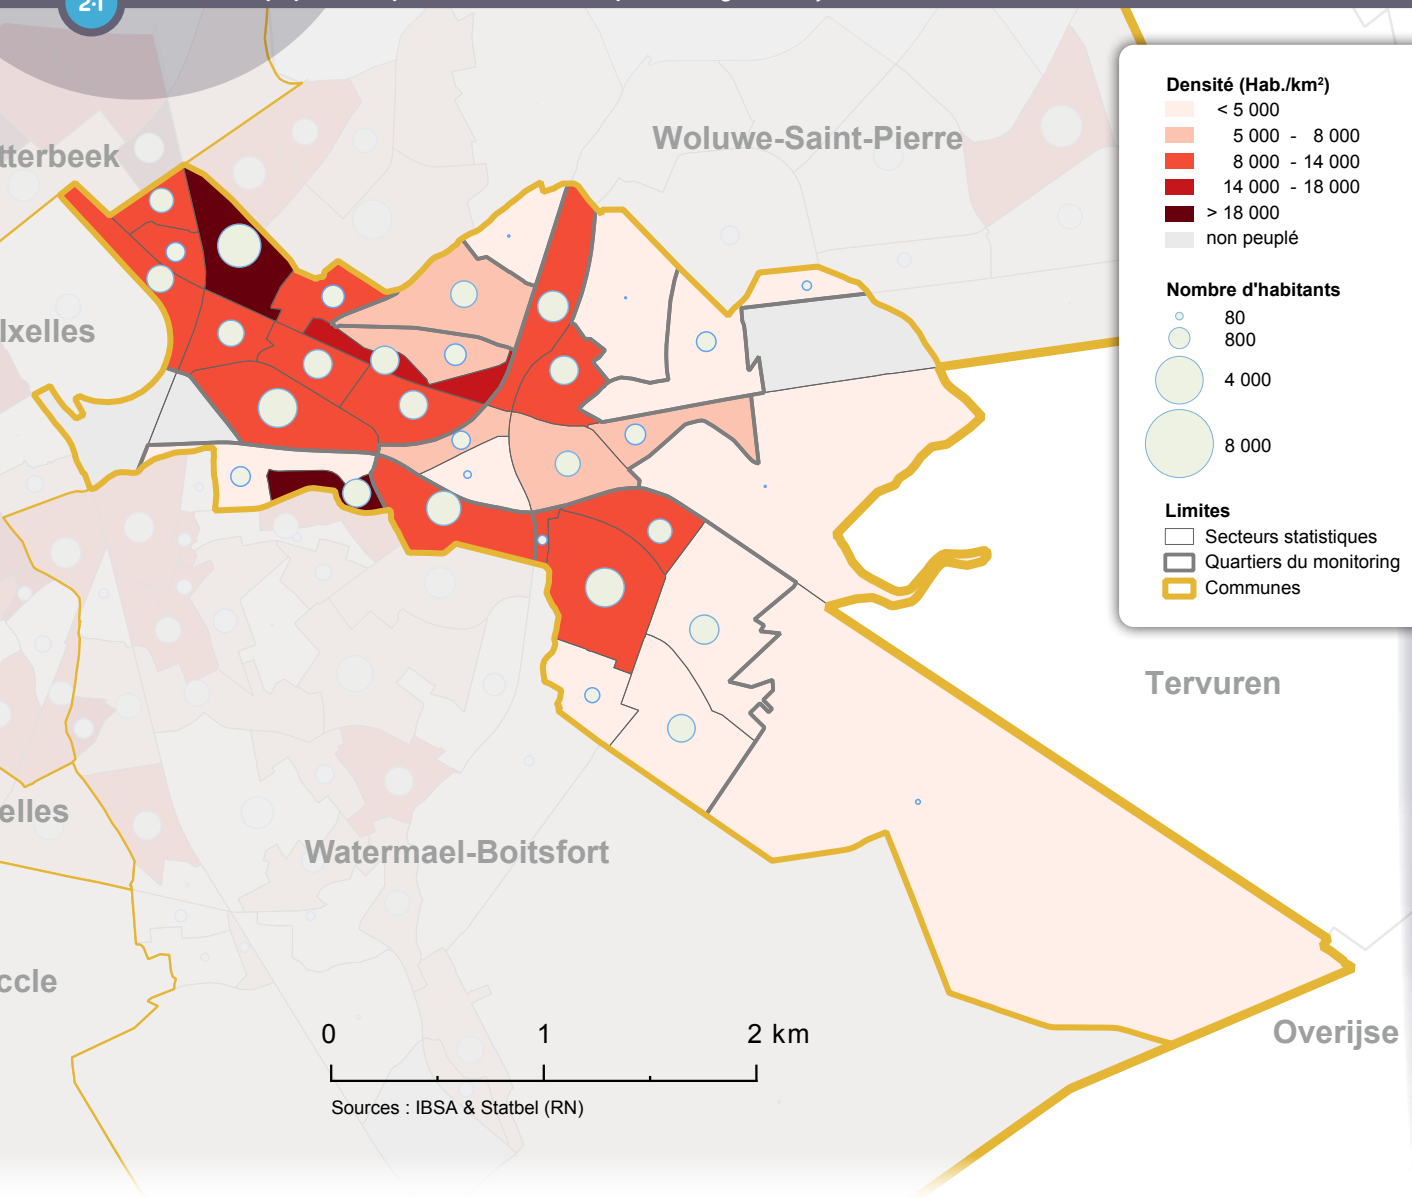 2.1
Woluwe-Saint-Pierre
tterbeek
Ixelles
Densité (Hab./km²)
< 5 000
5 000 - 8 000
8 000 - 14 000
14 000 - 18 000
> 18 000
non peuplé
Nombre d'habitants
80
800
4 000
8 000
Limites
Secteurs statistiques
Quartiers du monitoring
Communes
Tervuren
elles
Watermael-Boitsfort
ccle
Overijse
0 1 2 km
Sources : IBSA & Statbel (RN)